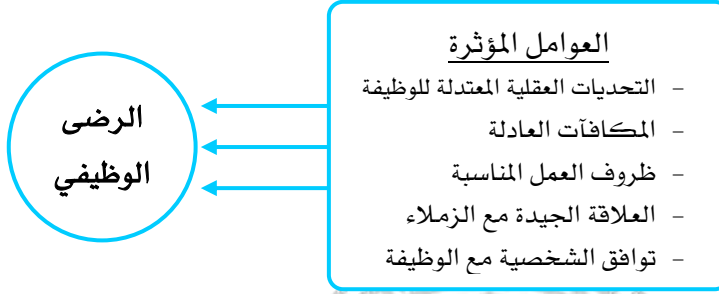 العوامل المؤثرة
- التحديات العقلية المعتدلة للوظيفة
- المكافآت العادلة
- ظروف العمل المناسبة
- العلاقة الجيدة مع الزملاء
- توافق الشخصية مع الوظيفة
الرضى
الوظيفي